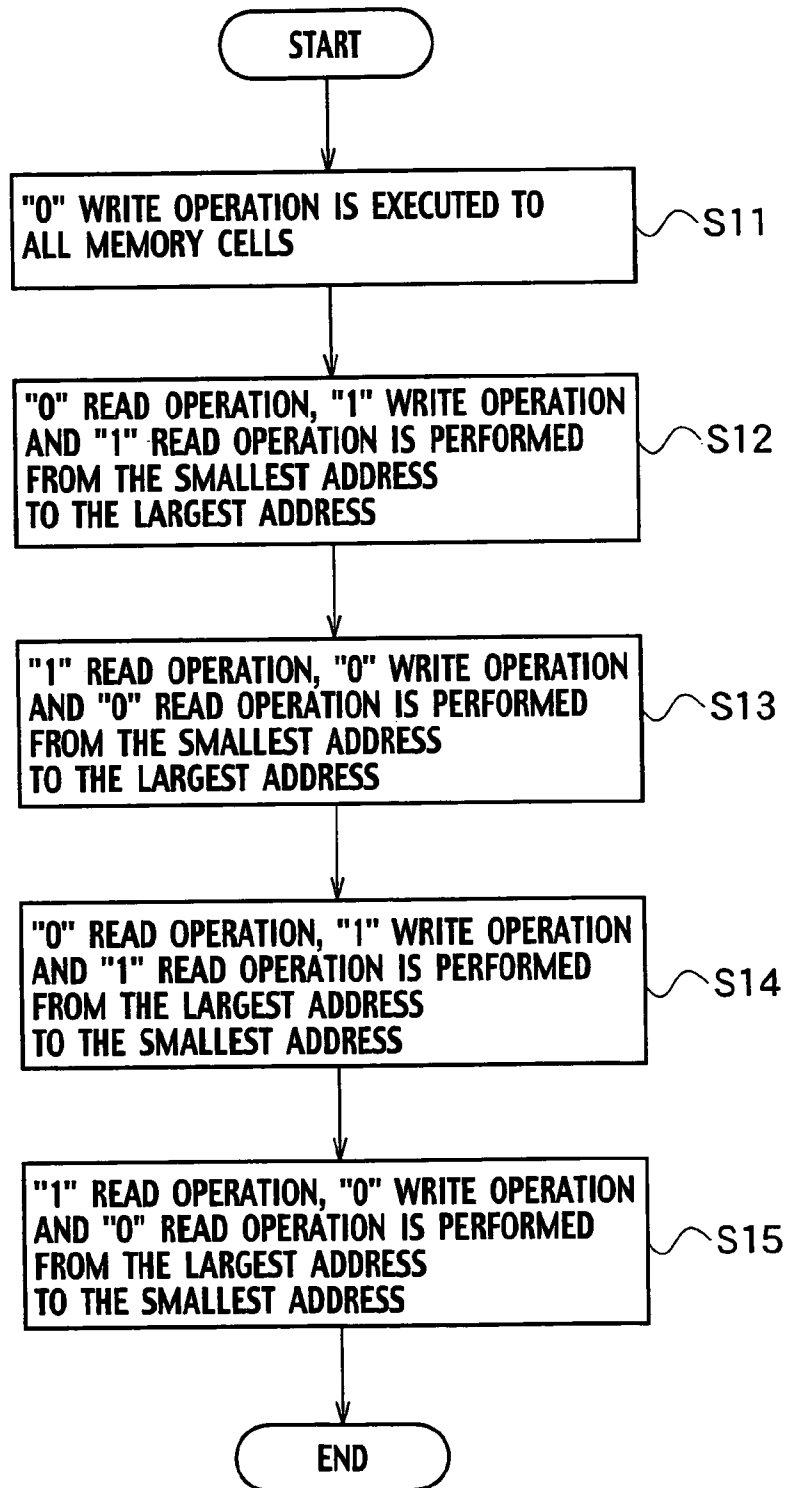 START
"0" WRITE OPERATION IS EXECUTED TO
ALL MEMORY CELLS
S11
"0" READ OPERATION, "1" WRITE OPERATION
AND "1" READ OPERATION IS PERFORMED
FROM THE SMALLEST ADDRESS
TO THE LARGEST ADDRESS
S12
"1" READ OPERATION, "0" WRITE OPERATION
AND "0" READ OPERATION IS PERFORMED
FROM THE SMALLEST ADDRESS
TO THE LARGEST ADDRESS
S13
"0" READ OPERATION, "1" WRITE OPERATION
AND "1" READ OPERATION IS PERFORMED
FROM THE LARGEST ADDRESS
TO THE SMALLEST ADDRESS
S14
"1" READ OPERATION, "0" WRITE OPERATION
AND "0" READ OPERATION IS PERFORMED
FROM THE LARGEST ADDRESS
TO THE SMALLEST ADDRESS
S15
END